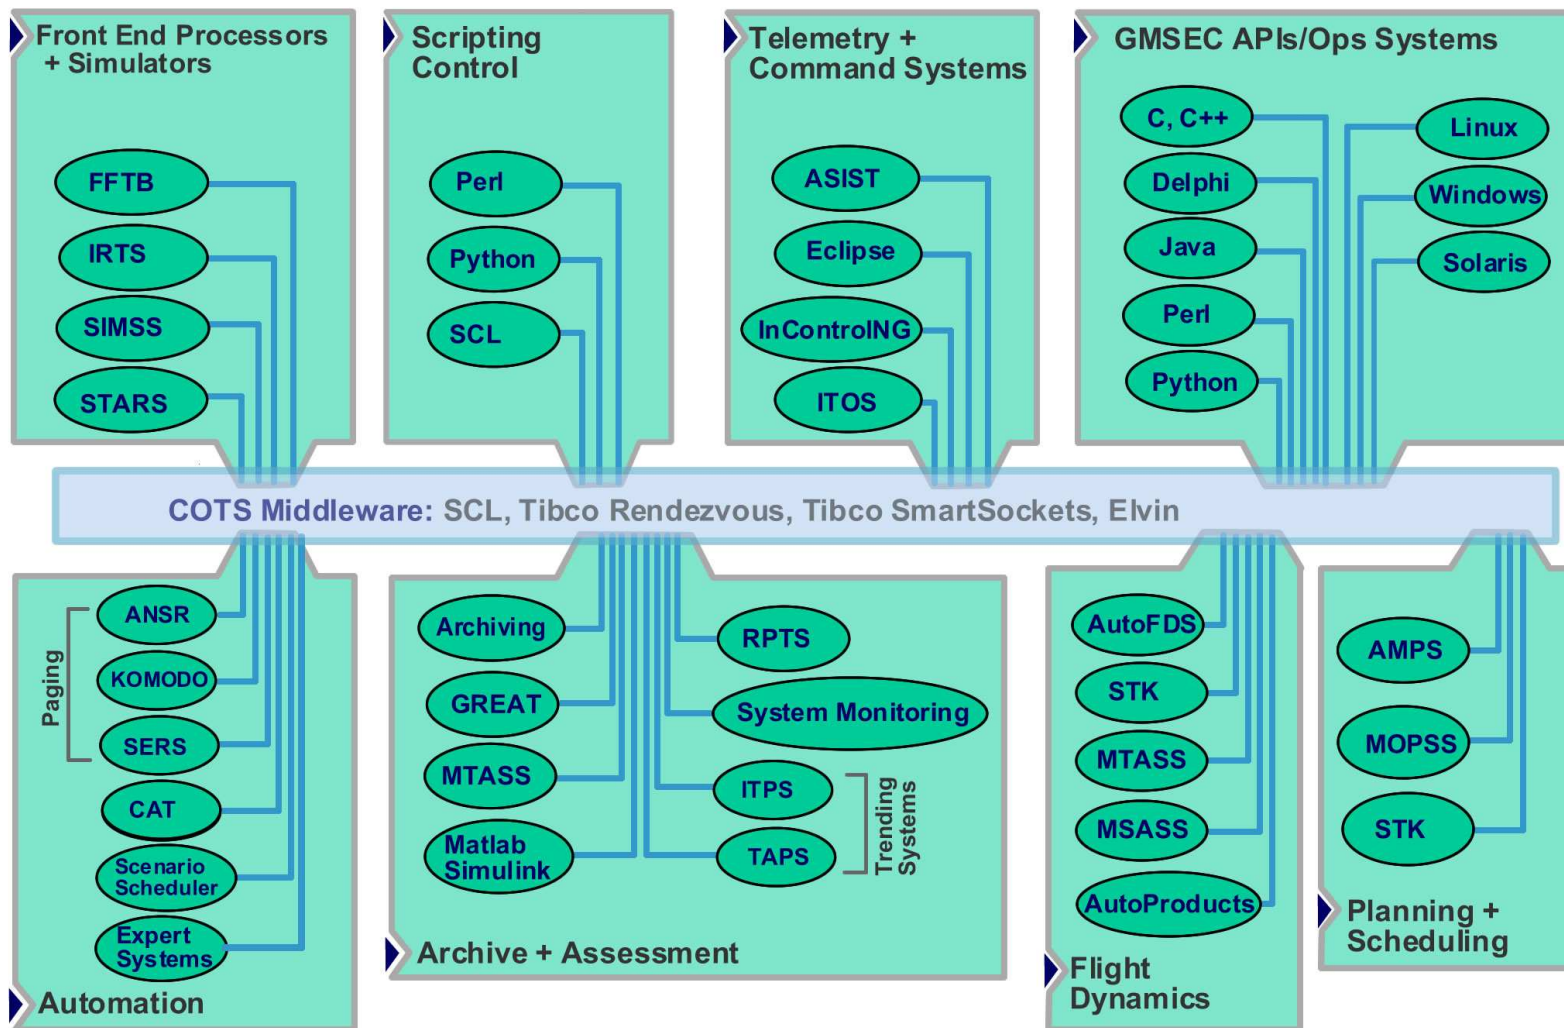 Front End Processors
+ Simulators
FFTB
IRTS
SIMSS
STARS
Scripting
Control
Perl
Python
SCL
Telemetry +
Command Systems
ASIST
Eclipse
InControlNG
ITOS
GMSEC APIs/Ops Systems
C, C++
Delphi
Java
Perl
Python
Linux
Windows
Solaris
COTS Middleware: SCL, Tibco Rendezvous, Tibco SmartSockets, Elvin
Paging
ANSR
KOMODO
SERS
CAT
Scenario
Scheduler
Expert
Systems
Automation
Archiving
GREAT
MTASS
Matlab
Simulink
RPTS
System Monitoring
ITPS
TAPS
Trending
Systems
Archive + Assessment
AutoFDS
STK
MTASS
MSASS
AutoProducts
Flight
Dynamics
AMPS
MOPSS
STK
Planning +
Scheduling